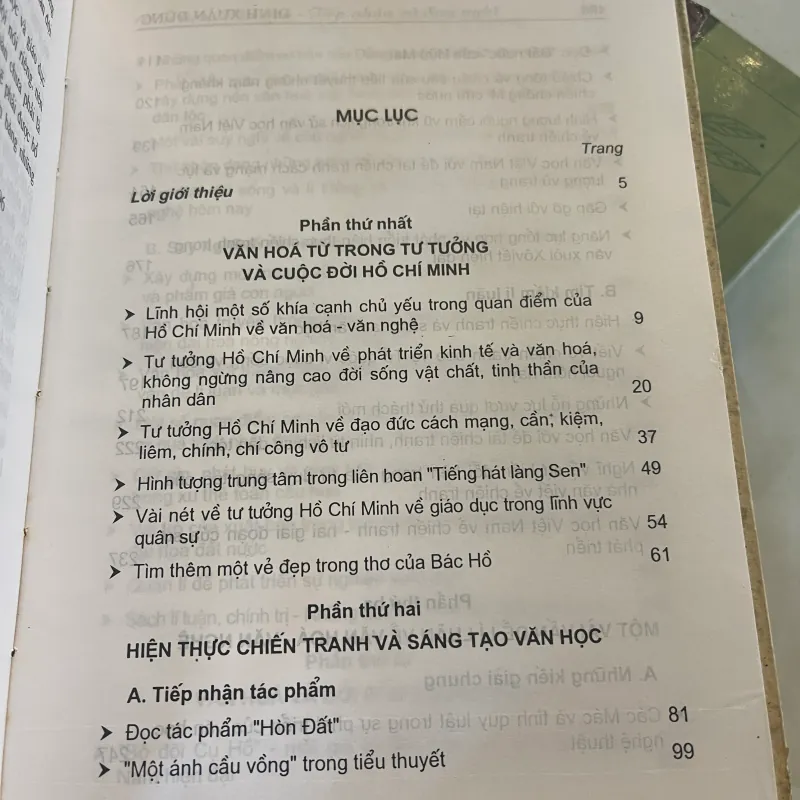 MỤC LỤC
Trang
Lời giới thiệu 5
Phần thứ nhất
VĂN HOÁ TỪ TRONG TƯ TƯỞNG
VÀ CUỘC ĐỜI HỒ CHÍ MINH
➤ Lĩnh hội một số khía cạnh chủ yếu trong quan điểm của
Hồ Chí Minh về văn hoá - văn nghệ 9
➤ Tư tưởng Hồ Chí Minh về phát triển kinh tế và văn hoá,
không ngừng nâng cao đời sống vật chất, tinh thần của
nhân dân 20
➤ Tư tưởng Hồ Chí Minh về đạo đức cách mạng, cần, kiệm,
liêm, chính, chí công vô tư 37
➤ Hình tượng trung tâm trong liên hoan "Tiếng hát làng Sen" 49
➤ Vài nét về tư tưởng Hồ Chí Minh về giáo dục trong lĩnh vực
quân sự 54
➤ Tìm thêm một vẻ đẹp trong thơ của Bác Hồ 61
Phần thứ hai
HIỆN THỰC CHIẾN TRANH VÀ SÁNG TẠO VĂN HỌC
A. Tiếp nhận tác phẩm
➤ Đọc tác phẩm "Hòn Đất" 81
➤ "Một ánh cầu vồng" trong tiểu thuyết 99